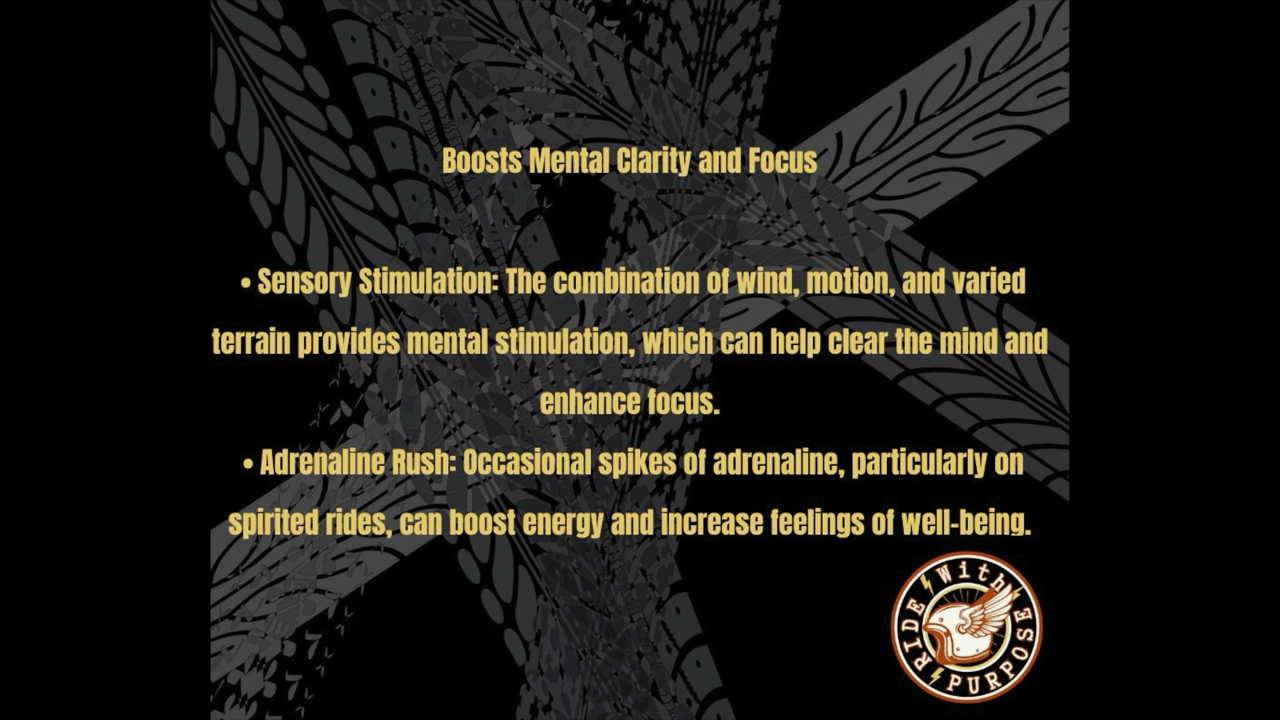 Boosts Mental Clarity and Focus
• Sensory Stimulation: The combination of wind, motion, and varied
terrain provides mental stimulation, which can help clear the mind and
enhance focus.
• Adrenaline Rush: Occasional spikes of adrenaline, particularly on
spirited rides, can boost energy and increase feelings of well-being.
RIDE With PURPOSE